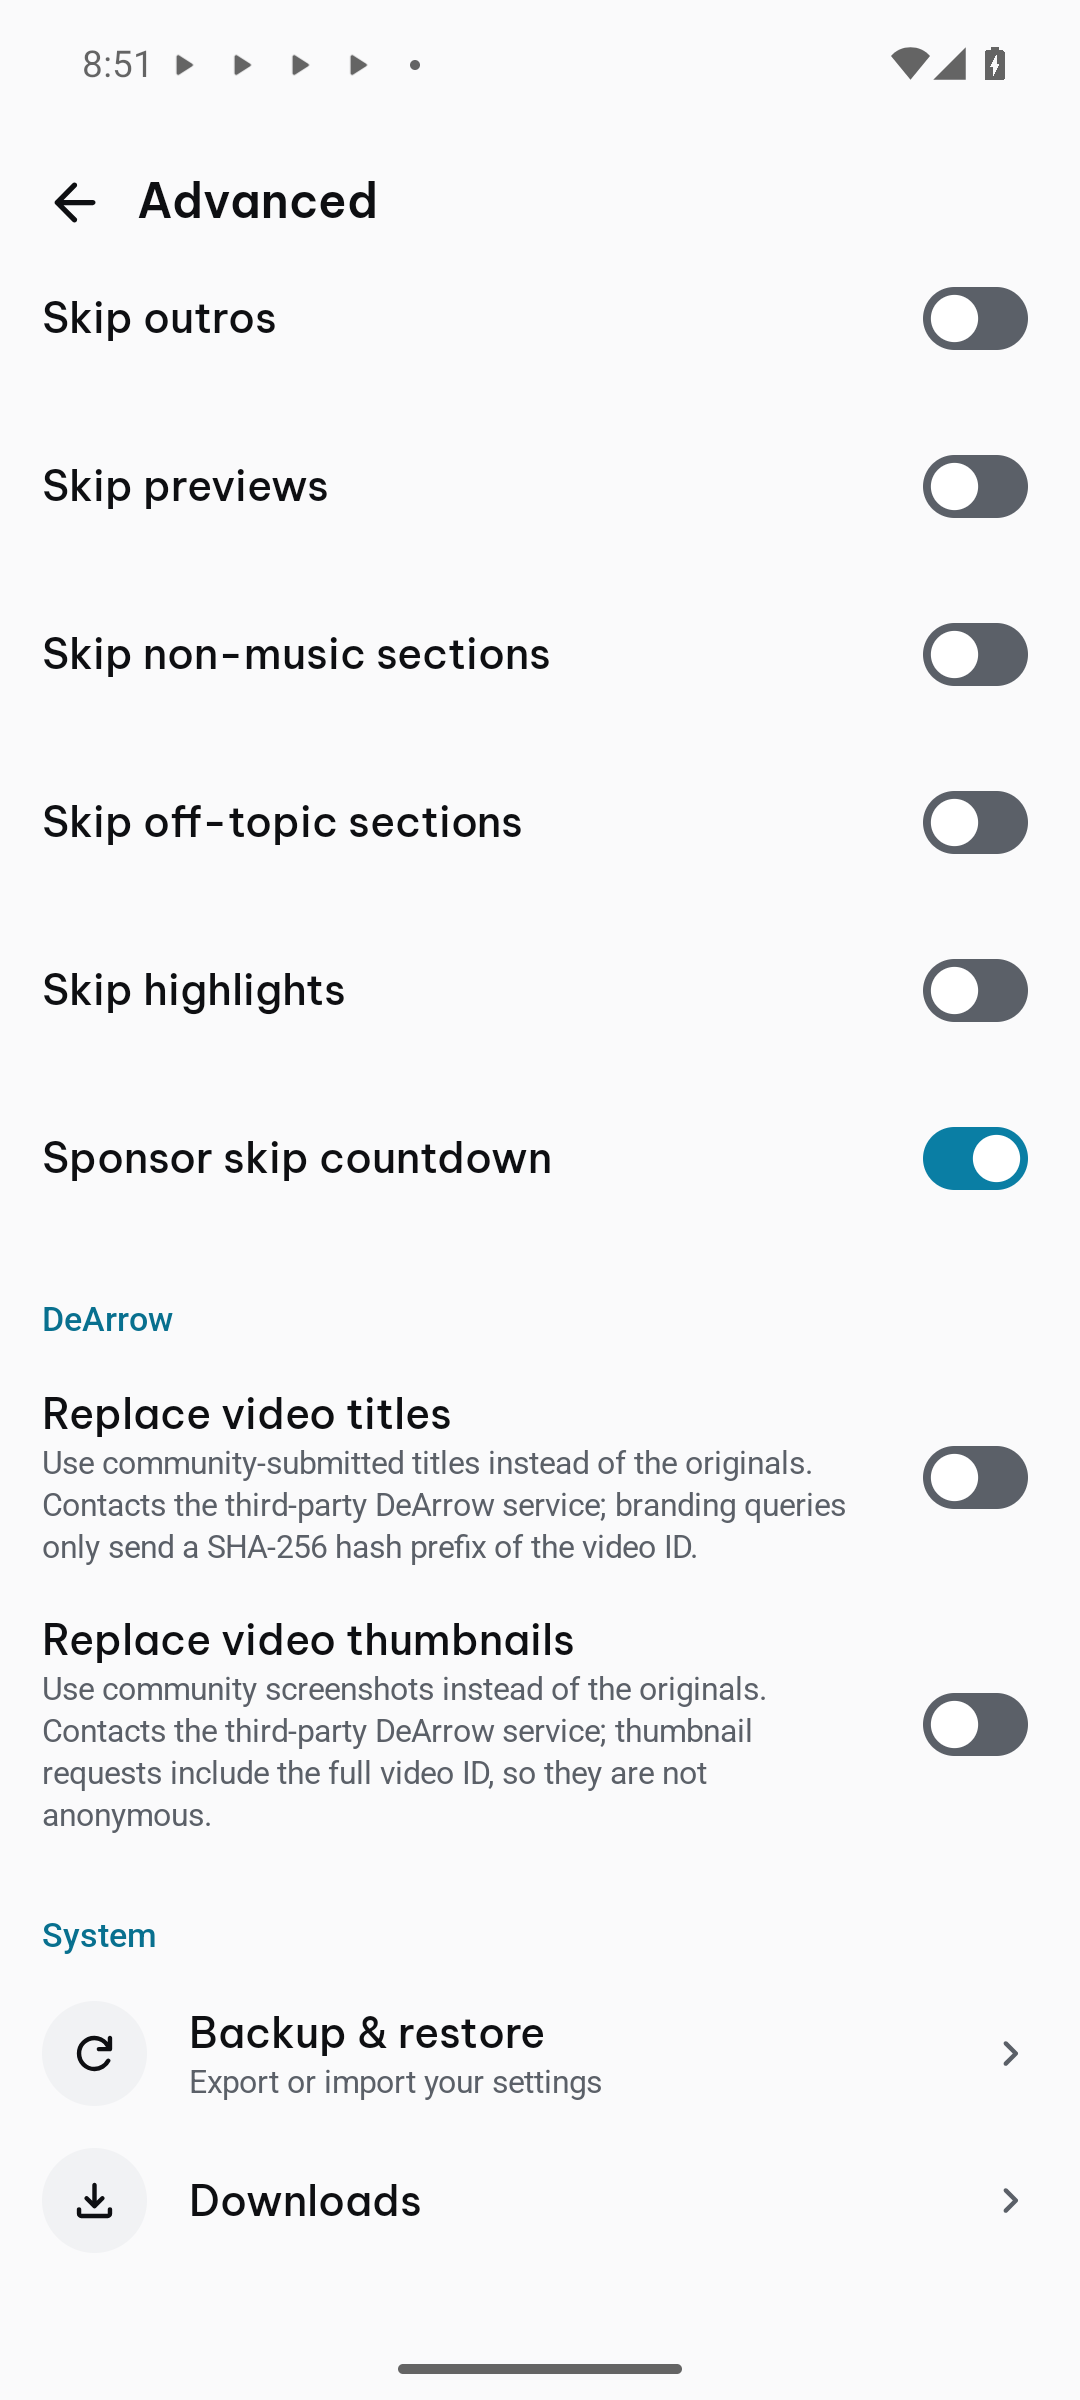 8:51
Advanced
Skip outros
Skip previews
Skip non-music sections
Skip off-topic sections
Skip highlights
Sponsor skip countdown
DeArrow
Replace video titles
Use community-submitted titles instead of the originals.
Contacts the third-party DeArrow service; branding queries
only send a SHA-256 hash prefix of the video ID.
Replace video thumbnails
Use community screenshots instead of the originals.
Contacts the third-party DeArrow service; thumbnail
requests include the full video ID, so they are not
anonymous.
System
Backup & restore
Export or import your settings
Downloads